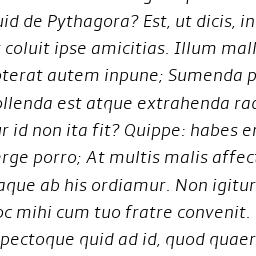 uid de Pythagora? Est, ut dicis, in
coluit ipse amicitias. Illum mall
oterat autem inpune; Sumenda p
ollenda est atque extrahenda rad
ur id non ita fit? Quippe: habes en
erge porro; At multis malis affect
aque ab his ordiamur. Non igitur
oc mihi cum tuo fratre convenit.
pectoque quid ad id, quod quaer